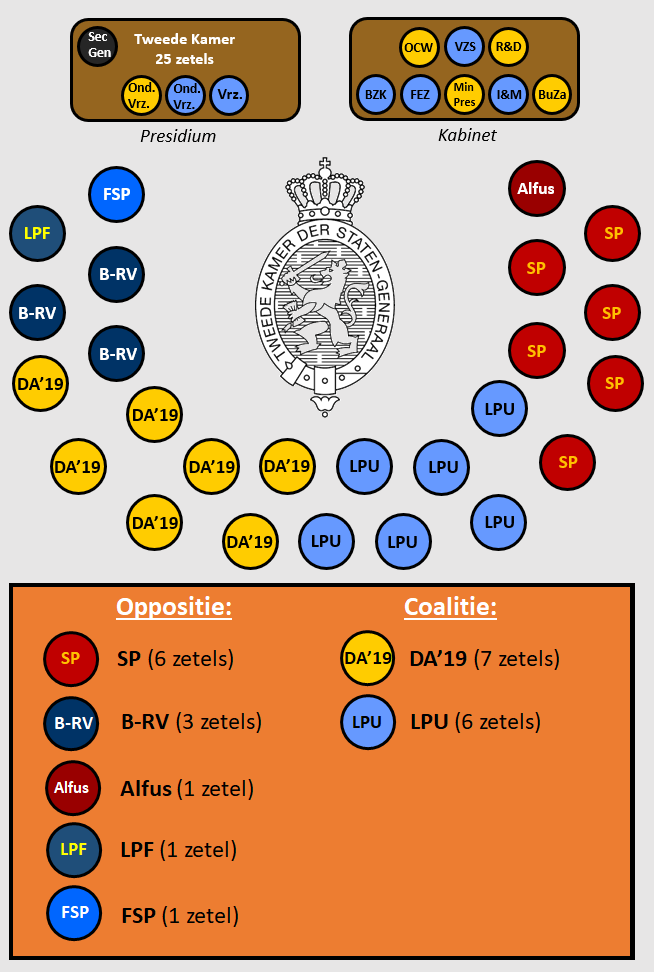 Sec
Gen
Tweede Kamer
25 zetels
Ond.
Vrz.
Ond.
Vrz.
Vrz.
Presidium
OCW
VZS
R&D
BZK
FEZ
Min
Pres
I&M
BuZa
Kabinet
TWEEDE KAMER DER STATEN-GENERAAL
FSP
LPF
B-RV
B-RV
B-RV
DA’19
DA’19
DA’19
DA’19
DA’19
DA’19
DA’19
LPU
LPU
LPU
LPU
LPU
LPU
Alfus
SP
SP
SP
SP
SP
SP
Oppositie:
SP SP (6 zetels)
B-RV B-RV (3 zetels)
Alfus Alfus (1 zetel)
LPF LPF (1 zetel)
FSP FSP (1 zetel)
Coalitie:
DA’19 DA’19 (7 zetels)
LPU LPU (6 zetels)